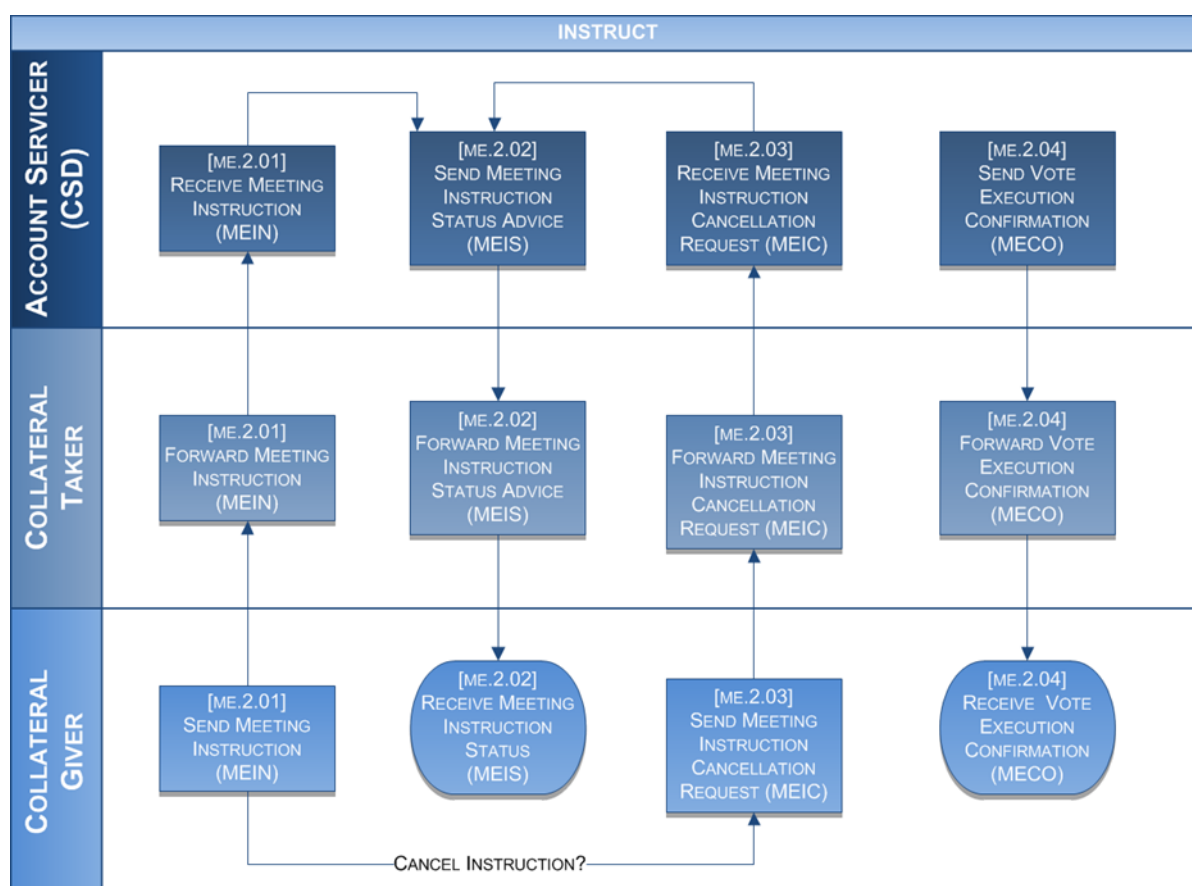 INSTRUCT
ACCOUNT SERVICER
(CSD)
[ME.2.01]
RECEIVE MEETING
INSTRUCTION
(MEIN)
[ME.2.02]
SEND MEETING
INSTRUCTION
STATUS ADVICE
(MEIS)
[ME.2.03]
RECEIVE MEETING
INSTRUCTION
CANCELLATION
REQUEST (MEIC)
[ME.2.04]
SEND VOTE
EXECUTION
CONFIRMATION
(MECO)
COLLATERAL
TAKER
[ME.2.01]
FORWARD MEETING
INSTRUCTION
(MEIN)
[ME.2.02]
FORWARD MEETING
INSTRUCTION
STATUS ADVICE
(MEIS)
[ME.2.03]
FORWARD MEETING
INSTRUCTION
CANCELLATION
REQUEST (MEIC)
[ME.2.04]
FORWARD VOTE
EXECUTION
CONFIRMATION
(MECO)
COLLATERAL
GIVER
[ME.2.01]
SEND MEETING
INSTRUCTION
(MEIN)
[ME.2.02]
RECEIVE MEETING
INSTRUCTION
STATUS
(MEIS)
[ME.2.03]
SEND MEETING
INSTRUCTION
CANCELLATION
REQUEST (MEIC)
[ME.2.04]
RECEIVE VOTE
EXECUTION
CONFIRMATION
(MECO)
CANCEL INSTRUCTION?